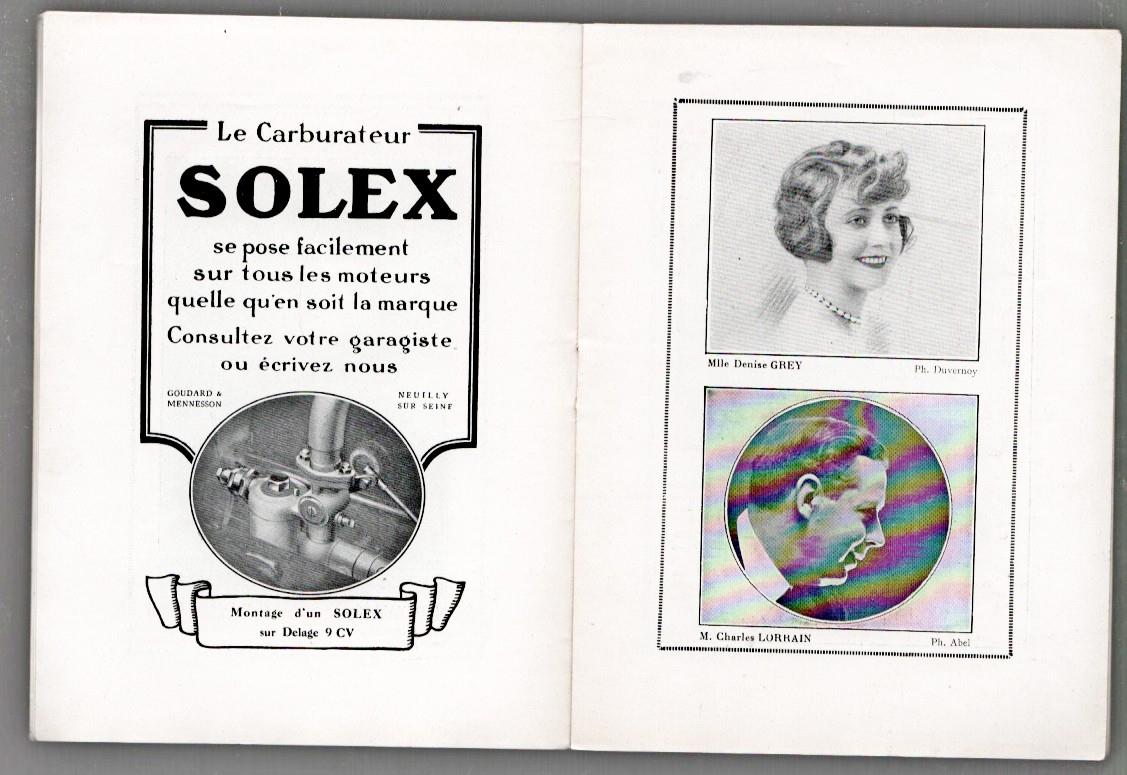 Le Carburateur
SOLEX
se pose facilement
sur tous les moteurs
quelle qu'en soit la marque
Consultez votre garagiste
ou écrivez nous
GOUDARD &
MENNESSON
NEUILLY
SUR SEINE
Montage d'un SOLEX
sur Delage 9 CV
Mlle Denise GREY
Ph. Duvernoy
M. Charles LORRAIN
Ph. Abel